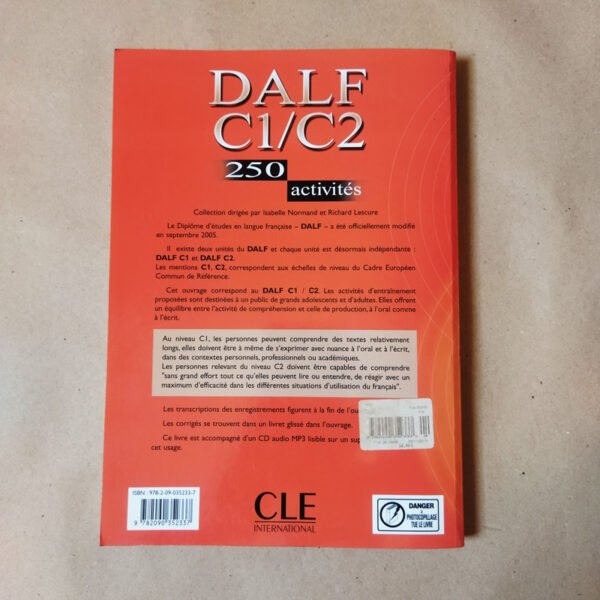 DALF
C1/C2
250
activités
Collection dirigée par Isabelle Normand et Richard Lescure
Le Diplôme d'études en langue française – DALF – a été officiellement modifié
en septembre 2005.
Il existe deux unités du DALF et chaque unité est désormais indépendante :
DALF C1 et DALF C2.
Les mentions C1, C2, correspondent aux échelles de niveau du Cadre Européen
Commun de Référence.
Cet ouvrage correspond au DALF C1 / C2. Les activités d'entraînement
proposées sont destinées à un public de grands adolescents et d'adultes. Elles offrent
un équilibre entre l'activité de compréhension et celle de production, à l'oral comme
à l'écrit.
Au niveau C1, les personnes peuvent comprendre des textes relativement
longs, elles doivent être à même de s'exprimer avec nuance à l'oral et à l'écrit,
dans des contextes personnels, professionnels ou académiques.
Les personnes relevant du niveau C2 doivent être capables de comprendre
"sans grand effort tout ce qu'elles peuvent lire ou entendre, de réagir avec un
maximum d'efficacité dans les différentes situations d'utilisation du français".
Les transcriptions des enregistrements figurent à la fin de l'ou
Les corrigés se trouvent dans un livret glissé dans l'ouvrage.
Ce livre est accompagné d'un CD audio MP3 lisible sur un sup
cet usage.
ISBN : 978-2-09-035233-7
9 782090 352337
CLE
INTERNATIONAL
DANGER
PHOTOCOPILLAGE
TUE LE LIVRE